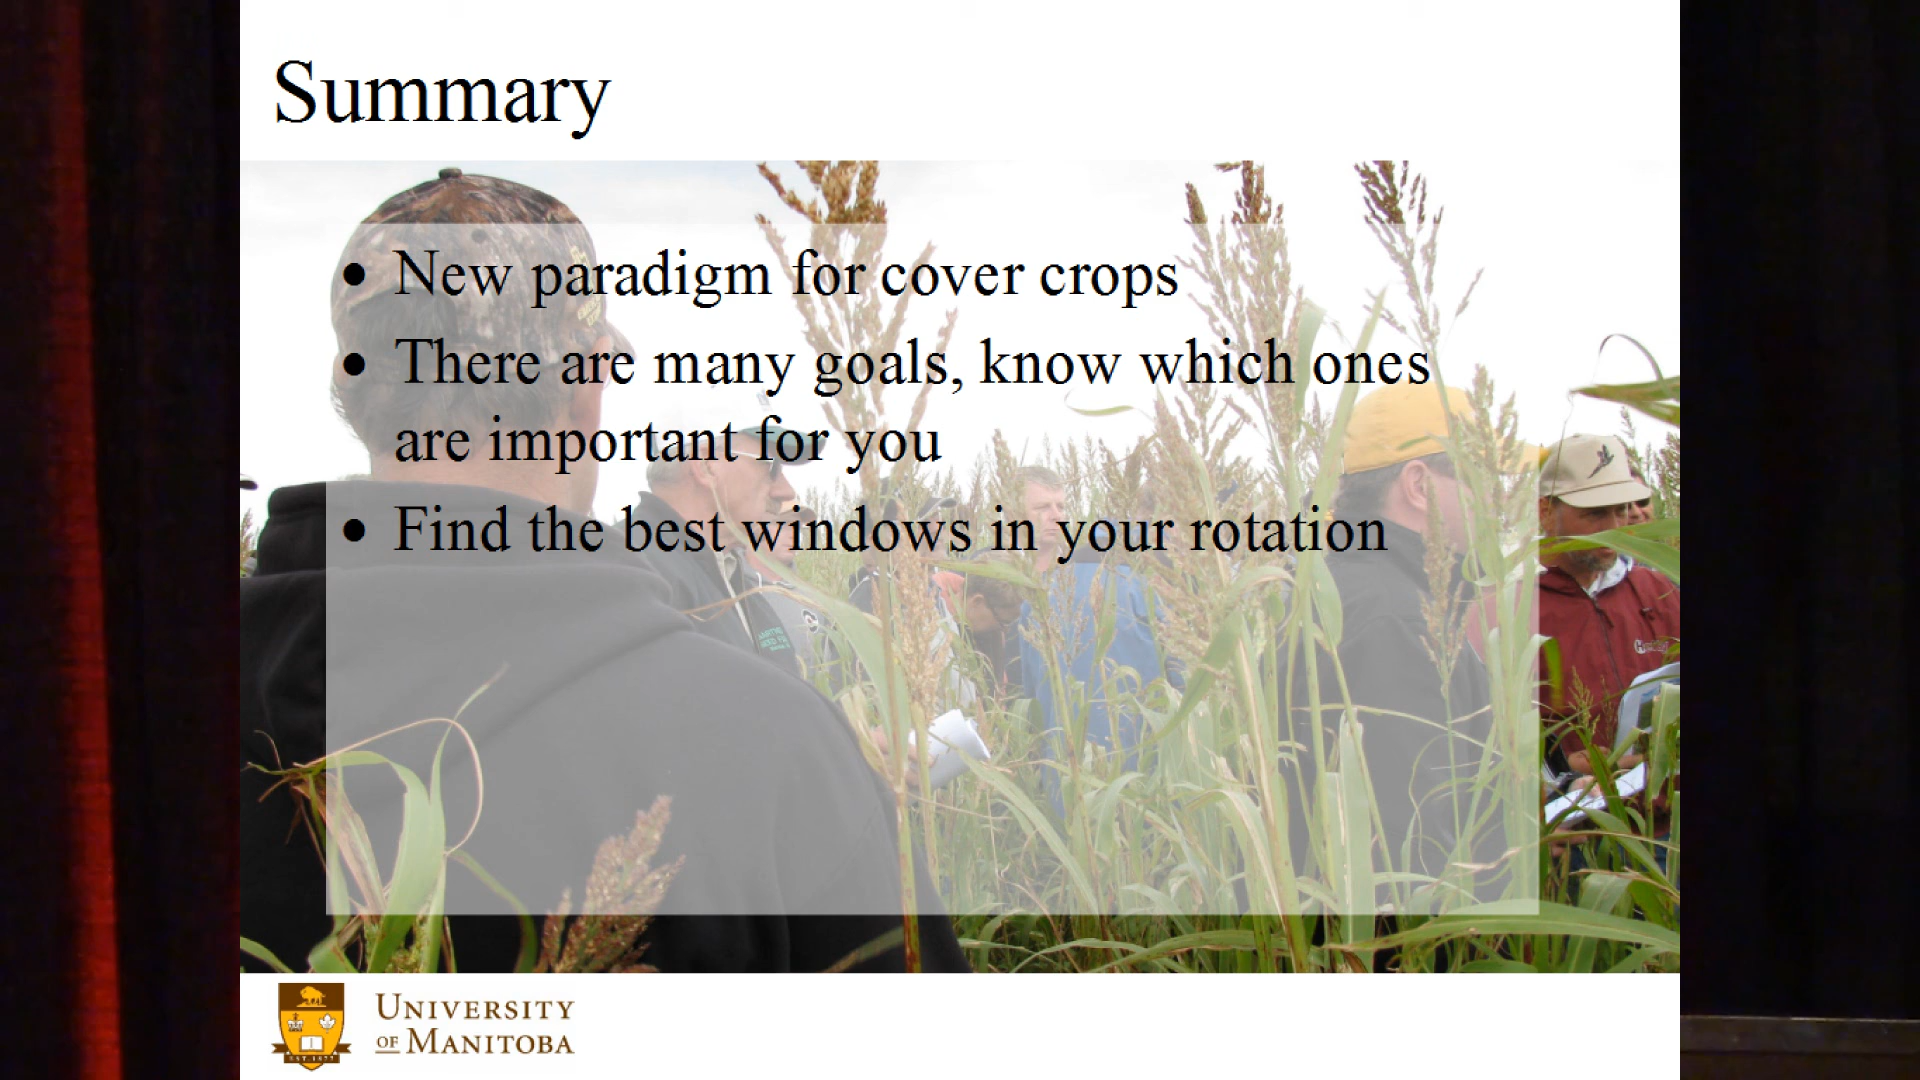 Summary
• New paradigm for cover crops
• There are many goals, know which ones
are important for you
• Find the best windows in your rotation
UNIVERSITY
OF MANITOBA